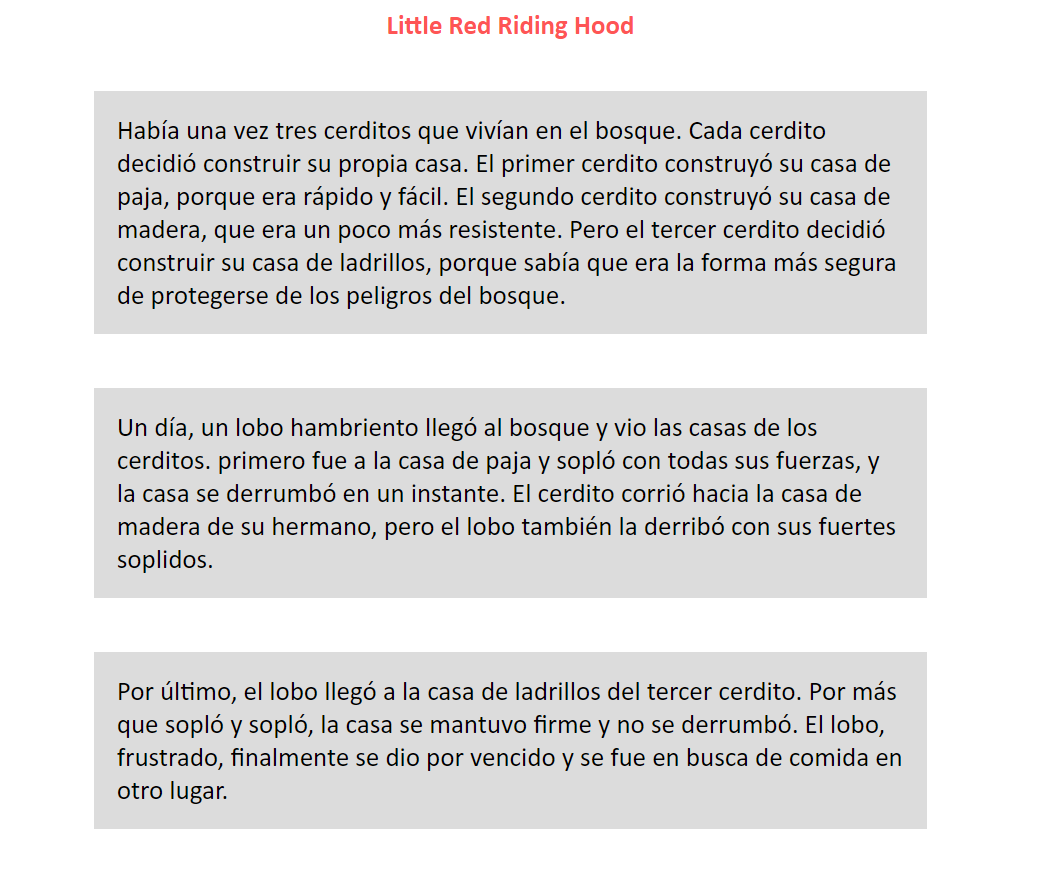 Little Red Riding Hood
Había una vez tres cerditos que vivían en el bosque. Cada cerdito
decidió construir su propia casa. El primer cerdito construyó su casa de
paja, porque era rápido y fácil. El segundo cerdito construyó su casa de
madera, que era un poco más resistente. Pero el tercer cerdito decidió
construir su casa de ladrillos, porque sabía que era la forma más segura
de protegerse de los peligros del bosque.
Un día, un lobo hambriento llegó al bosque y vio las casas de los
cerditos. primero fue a la casa de paja y sopló con todas sus fuerzas, y
la casa se derrumbó en un instante. El cerdito corrió hacia la casa de
madera de su hermano, pero el lobo también la derribó con sus fuertes
soplidos.
Por último, el lobo llegó a la casa de ladrillos del tercer cerdito. Por más
que sopló y sopló, la casa se mantuvo firme y no se derrumbó. El lobo,
frustrado, finalmente se dio por vencido y se fue en busca de comida en
otro lugar.